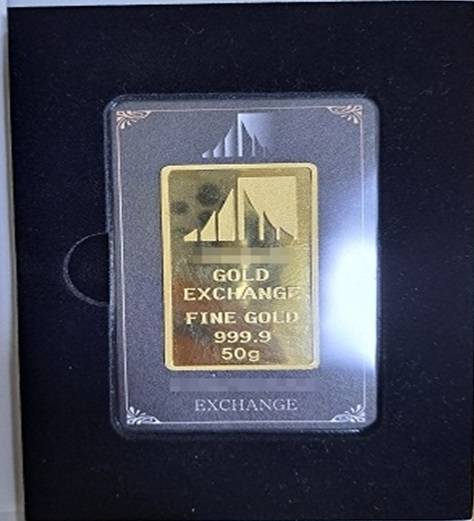 GOLD
EXCHANGE
FINE GOLD
999.9
50g
EXCHANGE